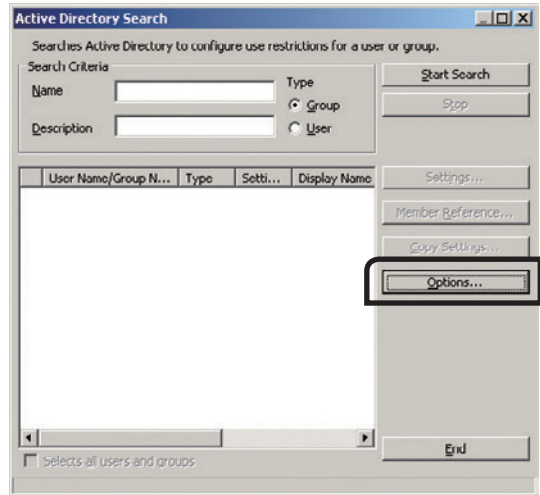 Active Directory Search
Searches Active Directory to configure use restrictions for a user or group.
Search Criteria
Name
Type
Group
Description
User
Start Search
Stop
User Name/Group N... Type Setti... Display Name
Settings...
Member Reference...
Copy Settings...
Options...
Selects all users and groups
End